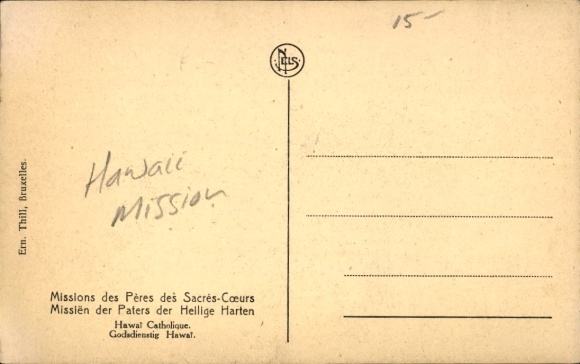 15-
NELS
Hawaii
Mission
Ern. Thill, Bruxelles.
Missions des Pères des Sacrés-Cœurs
Missiën der Paters der Heilige Harten
Hawaï Catholique.
Godsdienstig Hawaï.